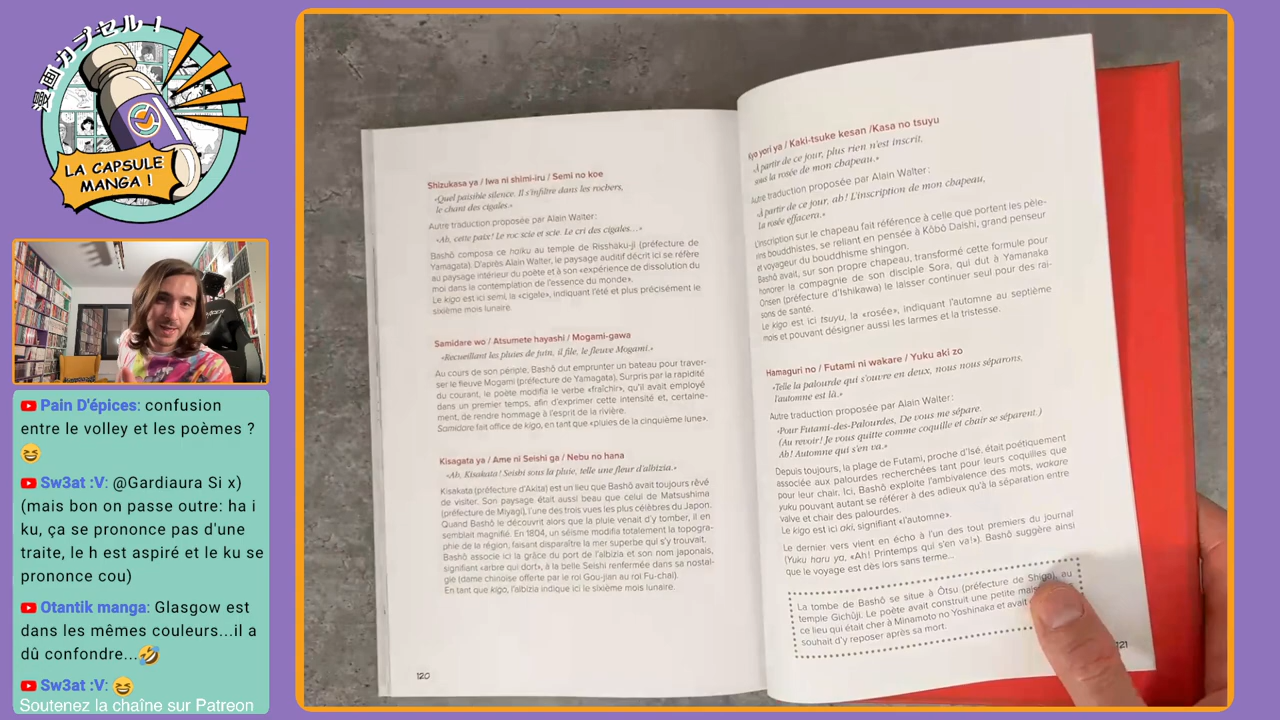 漫画カプセル！
LA CAPSULE
MANGA !
Pain D'épices: confusion
entre le volley et les poèmes ?
Sw3at :V: @Gardiaura Si x)
(mais bon on passe outre: ha i
ku, ça se prononce pas d'une
traite, le h est aspiré et le ku se
prononce cou)
Otantik manga: Glasgow est
dans les mêmes couleurs...il a
dû confondre...
Sw3at :V:
Soutenez la chaîne sur Patreon
Shizukasa ya / Iwa ni shimi-iru / Semi no koe
«Quel paisible silence. Il s'infiltre dans les rochers,
le chant des cigales.»
Autre traduction proposée par Alain Walter:
«Ah, cette paix! Le roc scie et scie. Le cri des cigales…»
Bashô composa ce haiku au temple de Risshaku-ji (préfecture de
Yamagata). D'après Alain Walter, le paysage auditif décrit ici se réfère
au paysage intérieur du poète et à son «expérience de dissolution du
moi dans la contemplation de l'essence du monde».
Le kigo est ici semi, la «cigale», indiquant l'été et plus précisément le
sixième mois lunaire.
Samidare wo / Atsumete hayashi / Mogami-gawa
«Recueillant les pluies de juin, il file, le fleuve Mogami.»
Au cours de son périple, Bashô dut emprunter un bateau pour traver-
ser le fleuve Mogami (préfecture de Yamagata). Surpris par la rapidité
du courant, le poète modifia le verbe «fraîchir», qu'il avait employé
dans un premier temps, afin d'exprimer cette intensité et, certaine-
ment, de rendre hommage à l'esprit de la rivière.
Samidare fait office de kigo, en tant que «pluies de la cinquième lune».
Kisagata ya / Ame ni Seishi ga / Nebu no hana
«Ah, Kisakata! Seishi sous la pluie, telle une fleur d'albizia.»
Kisakata (préfecture d'Akita) est un lieu que Bashô avait toujours rêvé
de visiter. Son paysage était aussi beau que celui de Matsushima
(préfecture de Miyagi), l'une des trois vues les plus célèbres du Japon.
Quand Bashô le découvrit alors que la pluie venait d'y tomber, il en
semblait magnifié. En 1804, un séisme modifia totalement la topogra-
phie de la région, faisant disparaître la mer superbe qui s'y trouvait.
Bashô associe ici la grâce du port de l'albizia et son nom japonais,
signifiant «arbre qui dort», à la belle Seishi renfermée dans sa nostal-
gie (dame chinoise offerte par le roi Gou-jian au roi Fu-chai).
En tant que kigo, l'albizia indique ici le sixième mois lunaire.
120
Kyo yori ya / Kaki-tsuke kesan /Kasa no tsuyu
«À partir de ce jour, plus rien n'est inscrit,
sous la rosée de mon chapeau.»
Autre traduction proposée par Alain Walter:
«À partir de ce jour, ah! L'inscription de mon chapeau,
La rosée effacera.»
L'inscription sur le chapeau fait référence à celle que portent les pèle-
rins bouddhistes, se reliant en pensée à Kôbô Daishi, grand penseur
et voyageur du bouddhisme shingon.
Bashô avait, sur son propre chapeau, transformé cette formule pour
honorer la compagnie de son disciple Sora, qui dut à Yamanaka
Onsen (préfecture d'Ishikawa) le laisser continuer seul pour des rai-
sons de santé.
Le kigo est ici tsuyu, la «rosée», indiquant l'automne au septième
mois et pouvant désigner aussi les larmes et la tristesse.
Hamaguri no / Futami ni wakare / Yuku aki zo
«Telle la palourde qui s'ouvre en deux, nous nous séparons,
l'automne est là.»
Autre traduction proposée par Alain Walter:
«Pour Futami-des-Palourdes, De vous me sépare.
(Au revoir! Je vous quitte comme coquille et chair se séparent.)
Ah! Automne qui s'en va.»
Depuis toujours, la plage de Futami, proche d'Isé, était poétiquement
associée aux palourdes recherchées tant pour leurs coquilles que
pour leur chair. Ici, Bashô exploite l'ambivalence des mots, wakare
yuku pouvant autant se référer à des adieux qu'à la séparation entre
valve et chair des palourdes.
Le kigo est ici aki, signifiant «l'automne».
Le dernier vers vient en écho à l'un des tout premiers du journal
(Yuku haru ya, «Ah! Printemps qui s'en va!»). Bashô suggère ainsi
que le voyage est dès lors sans terme…
La tombe de Bashô se situe à Ôtsu (préfecture de Shiga), au
temple Gichûji. Le poète avait construit une petite
ce lieu qui était cher à Minamoto no Yoshinaka et avait
souhait d'y reposer après sa mort.
121